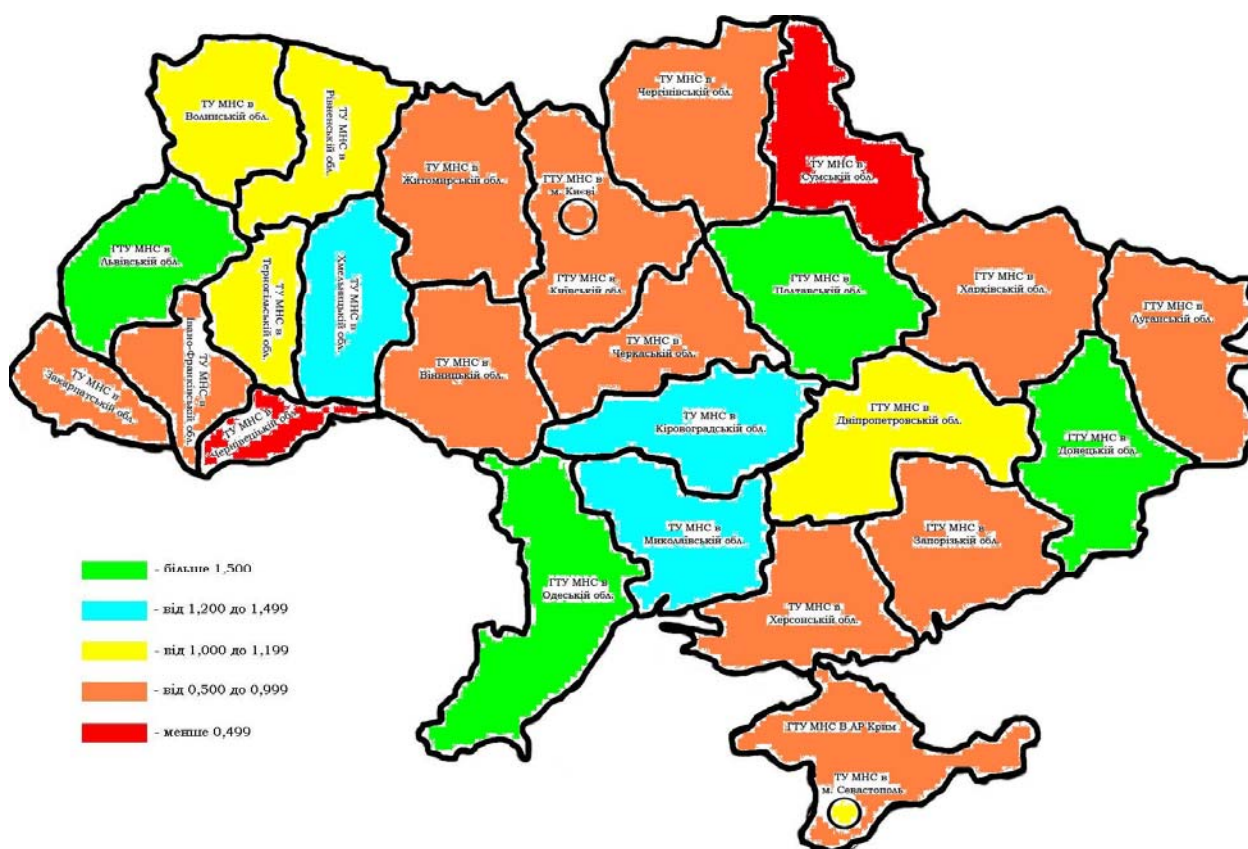 ТУ МНС в
Волинській обл.
ТУ МНС в
Рівненській обл.
ТУ МНС в
Житомирській обл.
ГТУ МНС в
м. Києві
ГТУ МНС в
Київській обл.
ТУ МНС в
Чернігівській обл.
ТУ МНС в
Сумській обл.
ГТУ МНС в
Львівській обл.
ТУ МНС в
Тернопільській обл.
ТУ МНС в
Хмельницькій обл.
ТУ МНС в
Закарпатській обл.
ТУ МНС в
Івано-Франківській обл.
ТУ МНС в
Чернівецькій обл.
ТУ МНС в
Вінницькій обл.
ТУ МНС в
Черкаській обл.
ГТУ МНС в
Полтавській обл.
ГТУ МНС в
Харківській обл.
ГТУ МНС в
Луганській обл.
ТУ МНС в
Кіровоградській обл.
ГТУ МНС в
Дніпропетровській обл.
ГТУ МНС в
Донецькій обл.
ГТУ МНС в
Одеській обл.
ТУ МНС в
Миколаївській обл.
ГТУ МНС в
Запорізькій обл.
ТУ МНС в
Херсонській обл.
ГТУ МНС В АР Крим
ТУ МНС в
м. Севастополь
- більше 1,500
- від 1,200 до 1,499
- від 1,000 до 1,199
- від 0,500 до 0,999
- менше 0,499